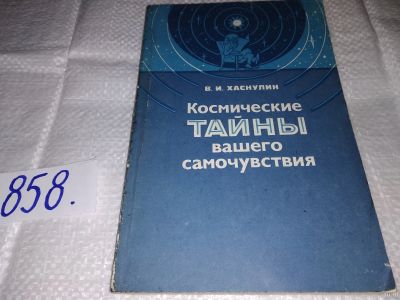 В. И. ХАСНУЛИН
Космические
ТАЙНЫ
вашего
самочувствия
858.